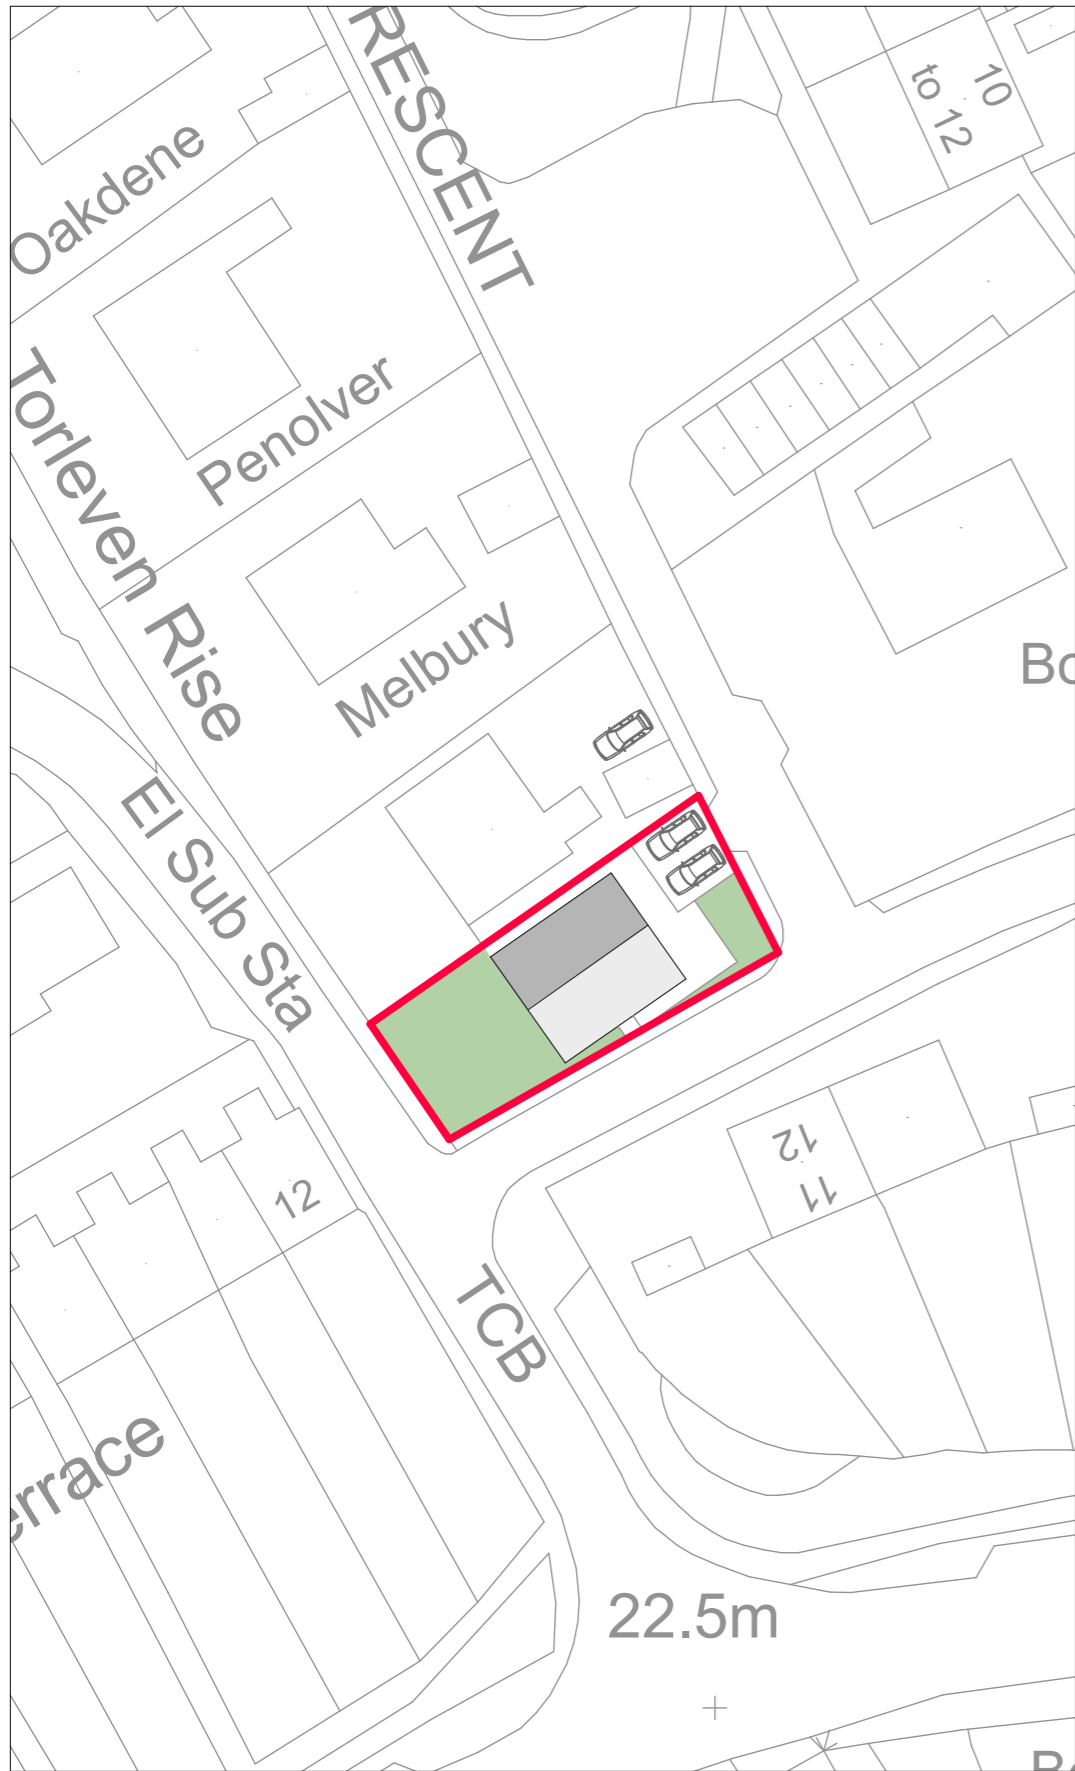 RESCENT
10
to 12
Oakdene
Penolver
Torleven Rise
Melbury
Bo
El Sub Sta
12
11
12
TCB
errace
22.5m